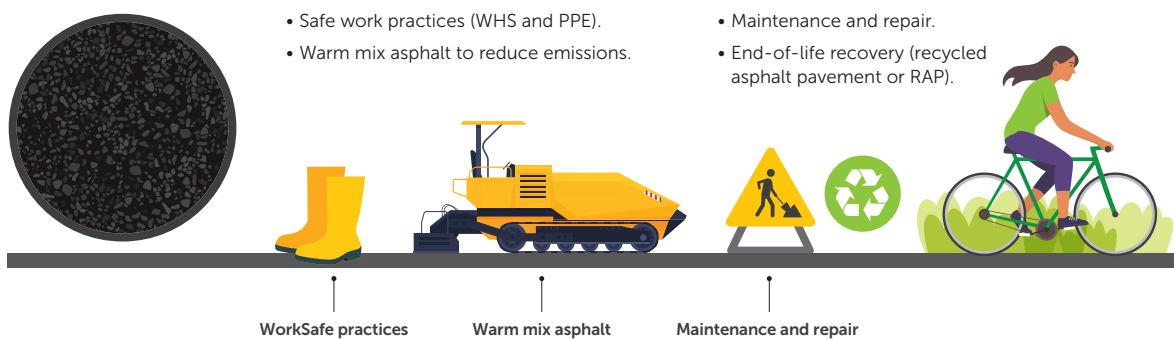 • Safe work practices (WHS and PPE).
• Warm mix asphalt to reduce emissions.
• Maintenance and repair.
• End-of-life recovery (recycled
asphalt pavement or RAP).
WorkSafe practices
Warm mix asphalt
Maintenance and repair